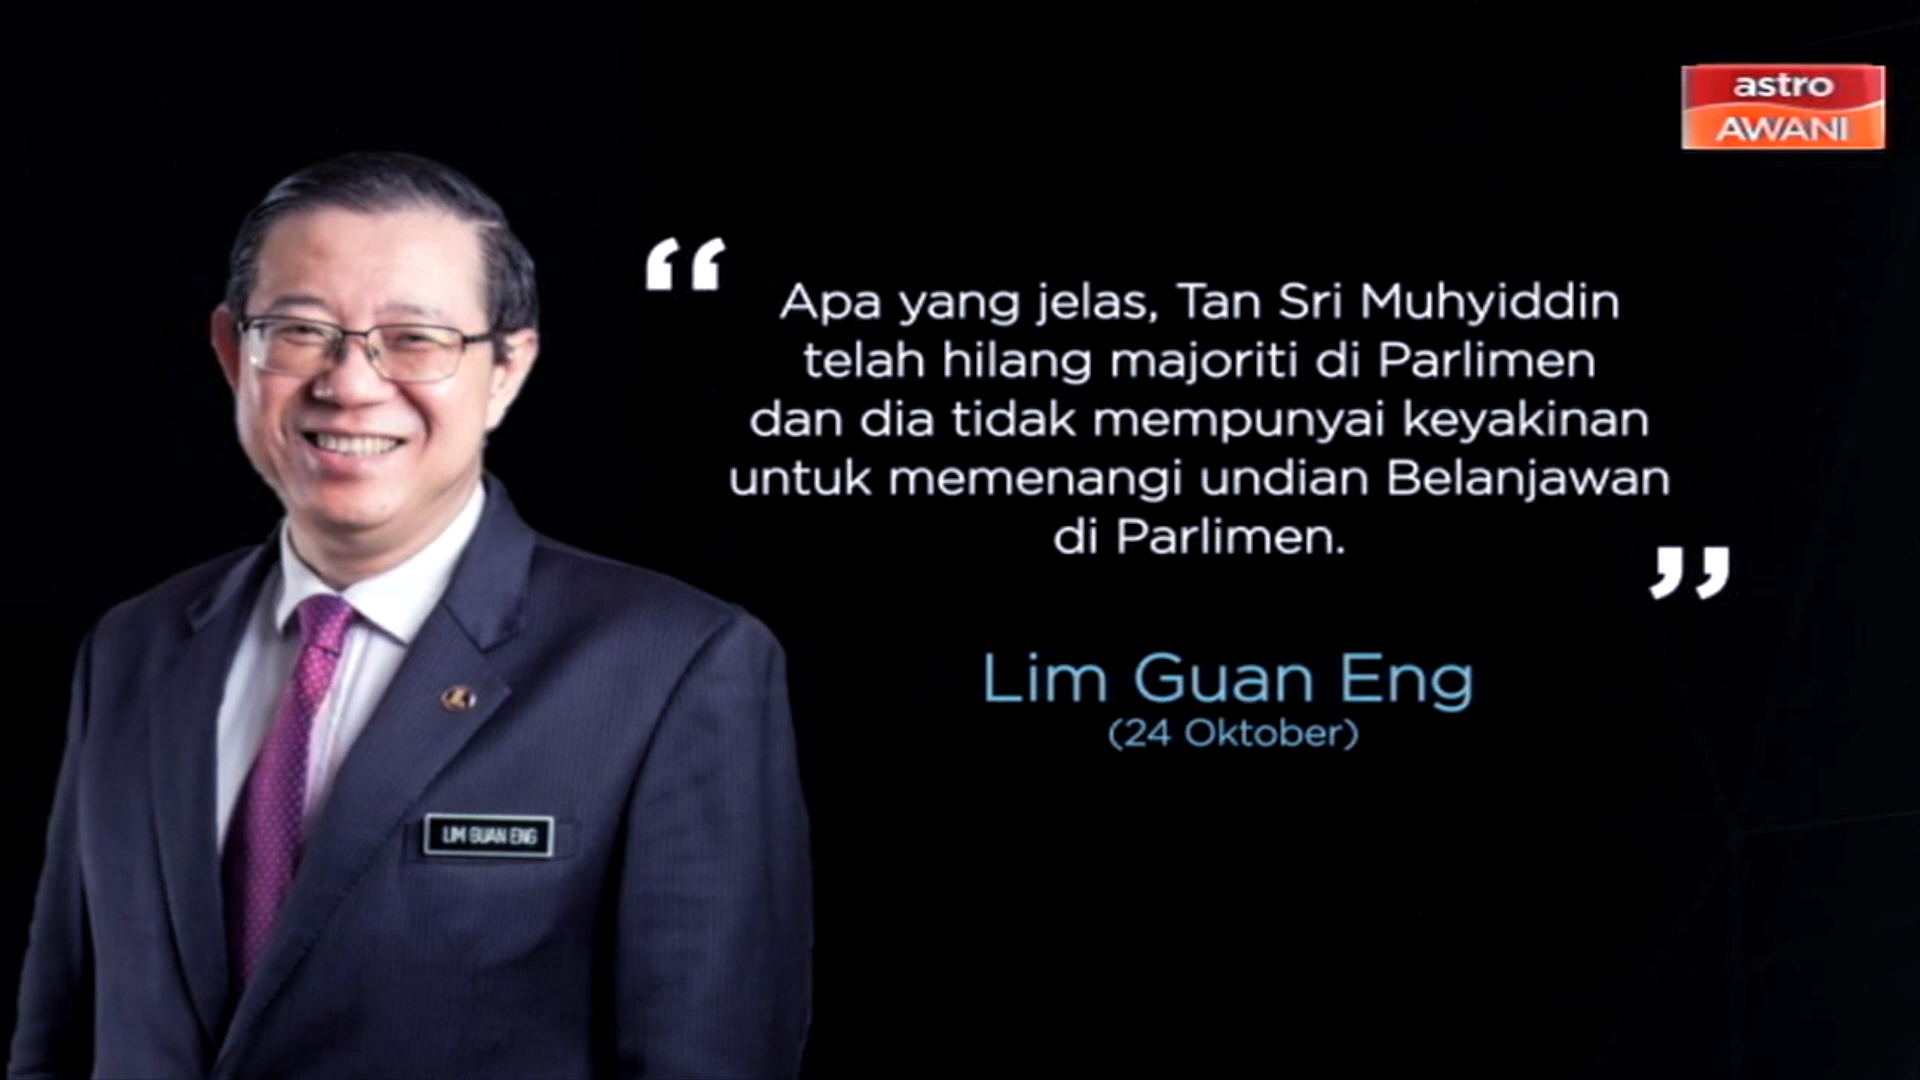 astro
AWANI
“
Apa yang jelas, Tan Sri Muhyiddin
telah hilang majoriti di Parlimen
dan dia tidak mempunyai keyakinan
untuk memenangi undian Belanjawan
di Parlimen.
”
Lim Guan Eng
(24 Oktober)
LIM GUAN ENG